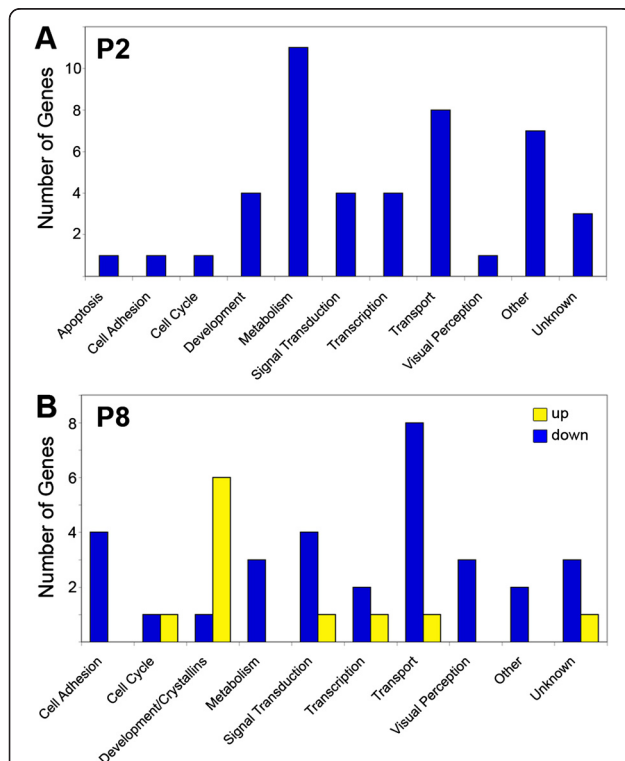 A
P2
Number of Genes
10
8
6
4
2
Apoptosis
Cell Adhesion
Cell Cycle
Development
Metabolism
Signal Transduction
Transcription
Transport
Visual Perception
Other
Unknown
B
P8
up
down
Number of Genes
8
6
4
2
Cell Adhesion
Cell Cycle
Development/Crystallins
Metabolism
Signal Transduction
Transcription
Transport
Visual Perception
Other
Unknown